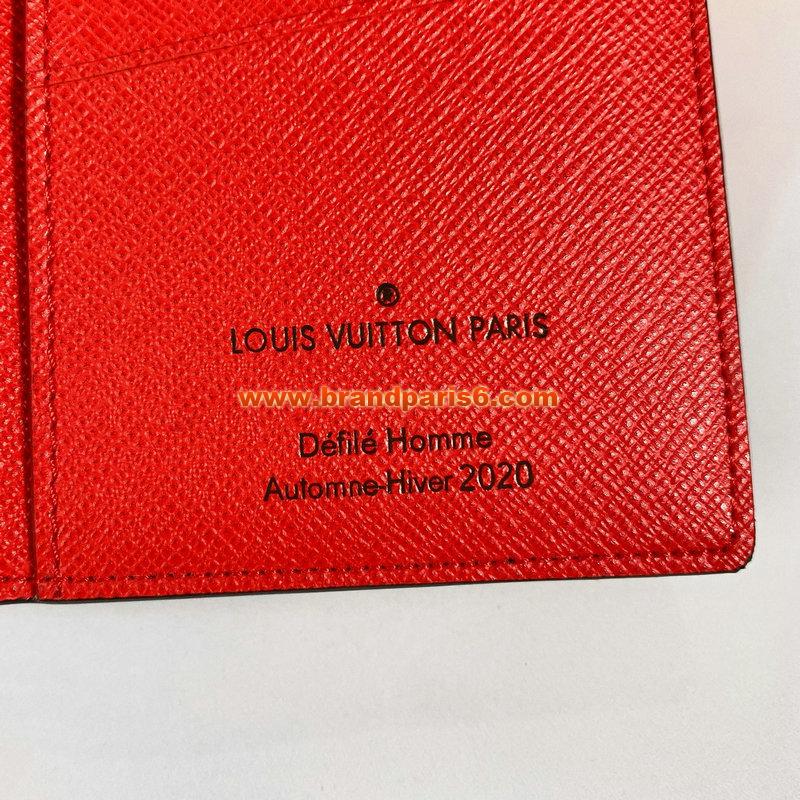 ®
LOUIS VUITTON PARIS
www.brandparis6.com
Défilé Homme
Automne-Hiver 2020